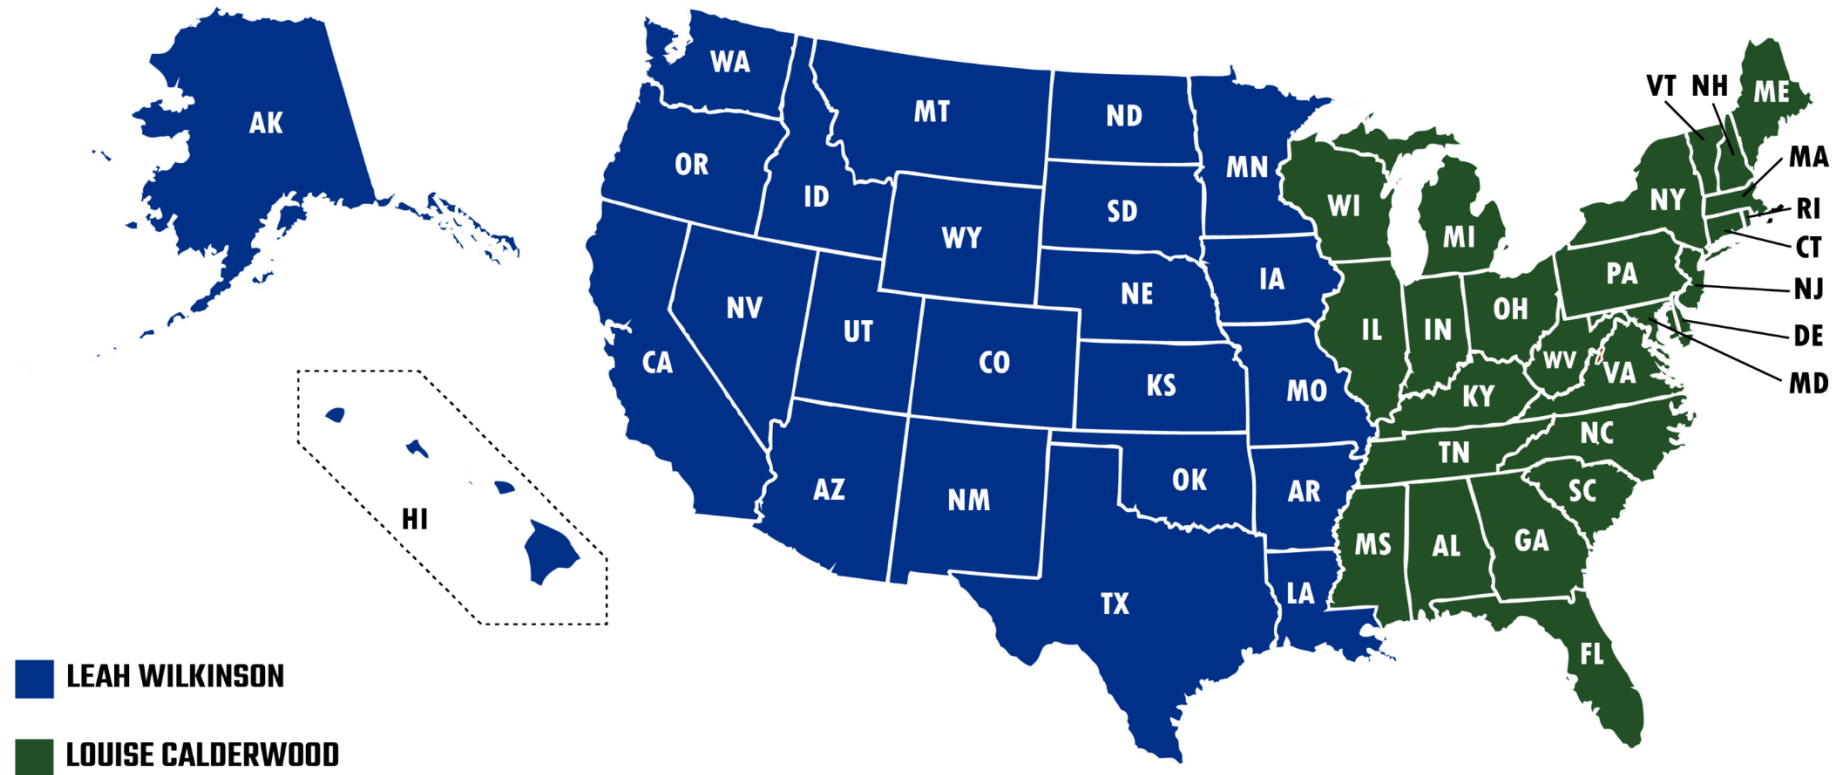 AK
WA
MT
ND
MN
OR
ID
WY
SD
WI
MI
VT NH
ME
MA
NY
RI
CT
PA
NJ
DE
MD
NV
UT
NE
IA
IL
IN
OH
WV
VA
CA
CO
KS
MO
KY
NC
TN
AZ
NM
OK
AR
SC
HI
MS
AL
GA
TX
LA
FL
LEAH WILKINSON
LOUISE CALDERWOOD